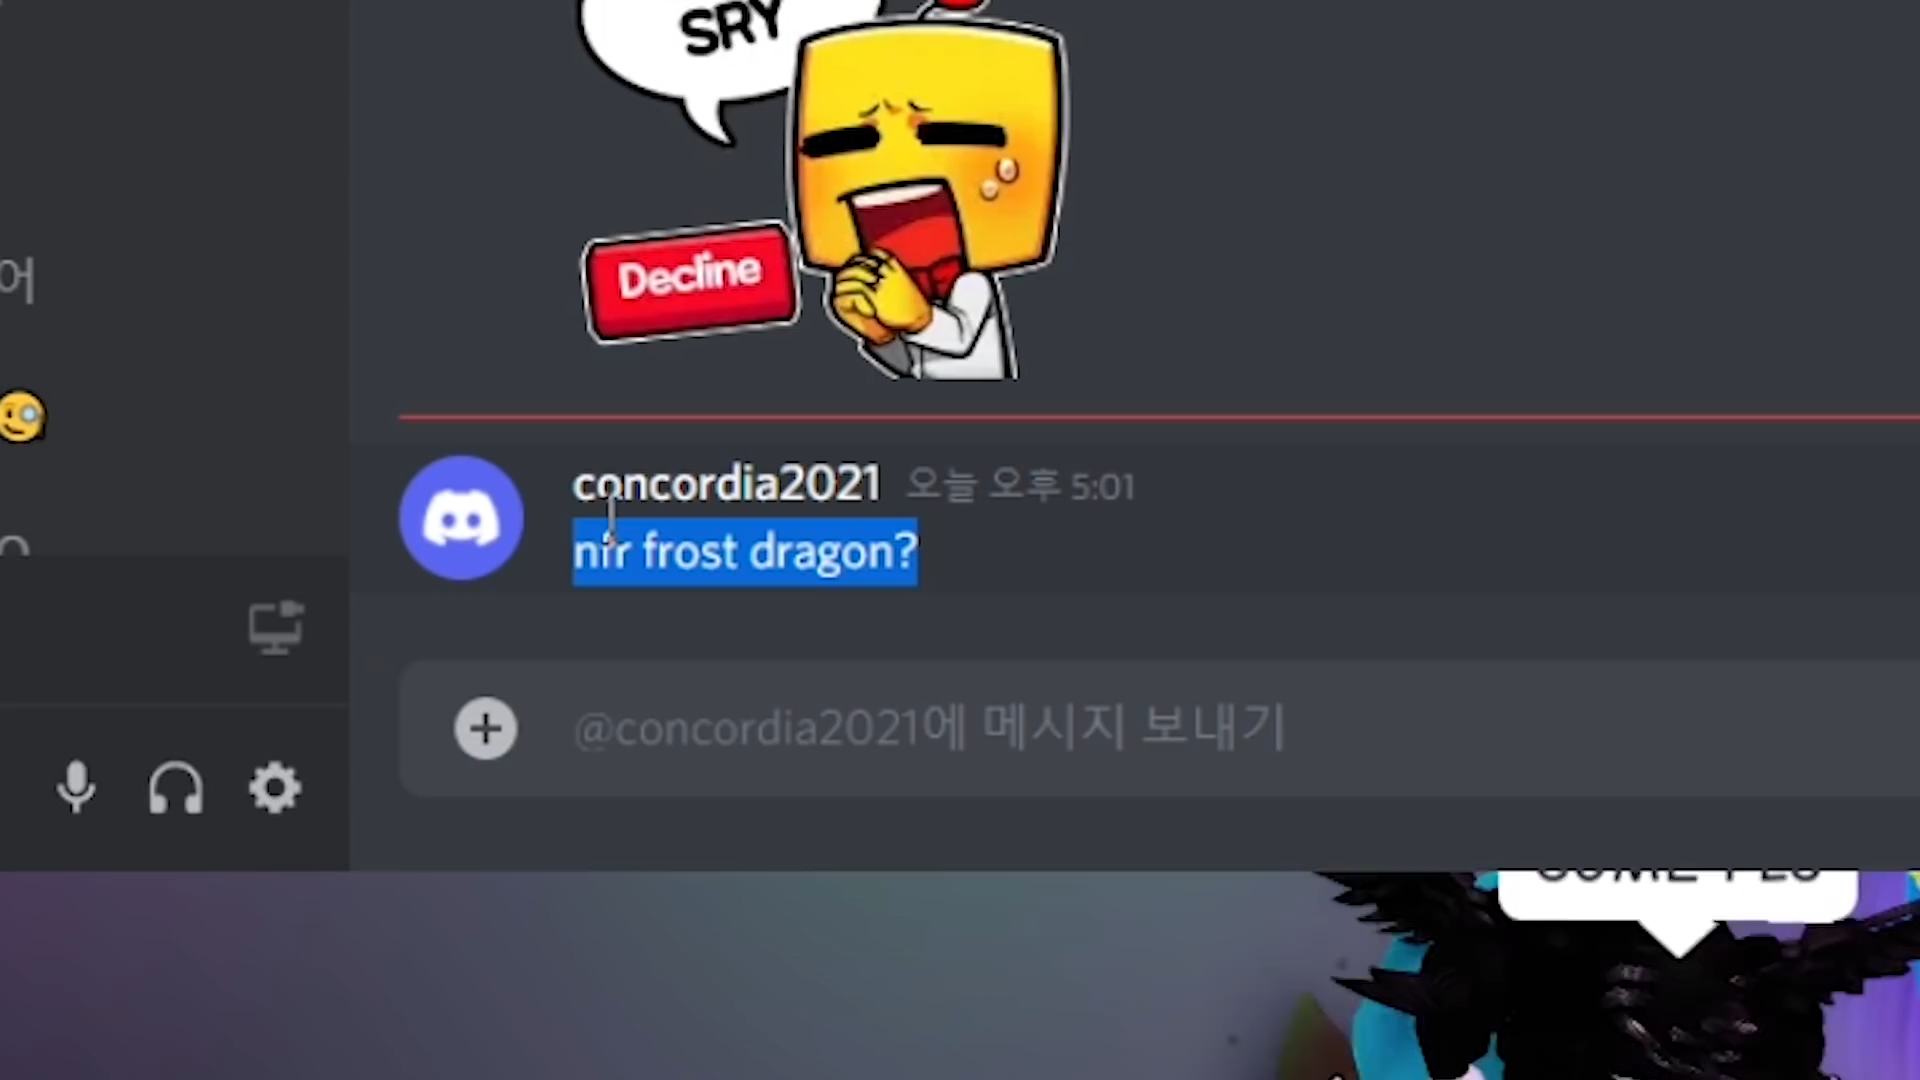 SRY
Decline
어
concordia2021 오늘 오후 5:01
nfr frost dragon?
@concordia2021에 메시지 보내기